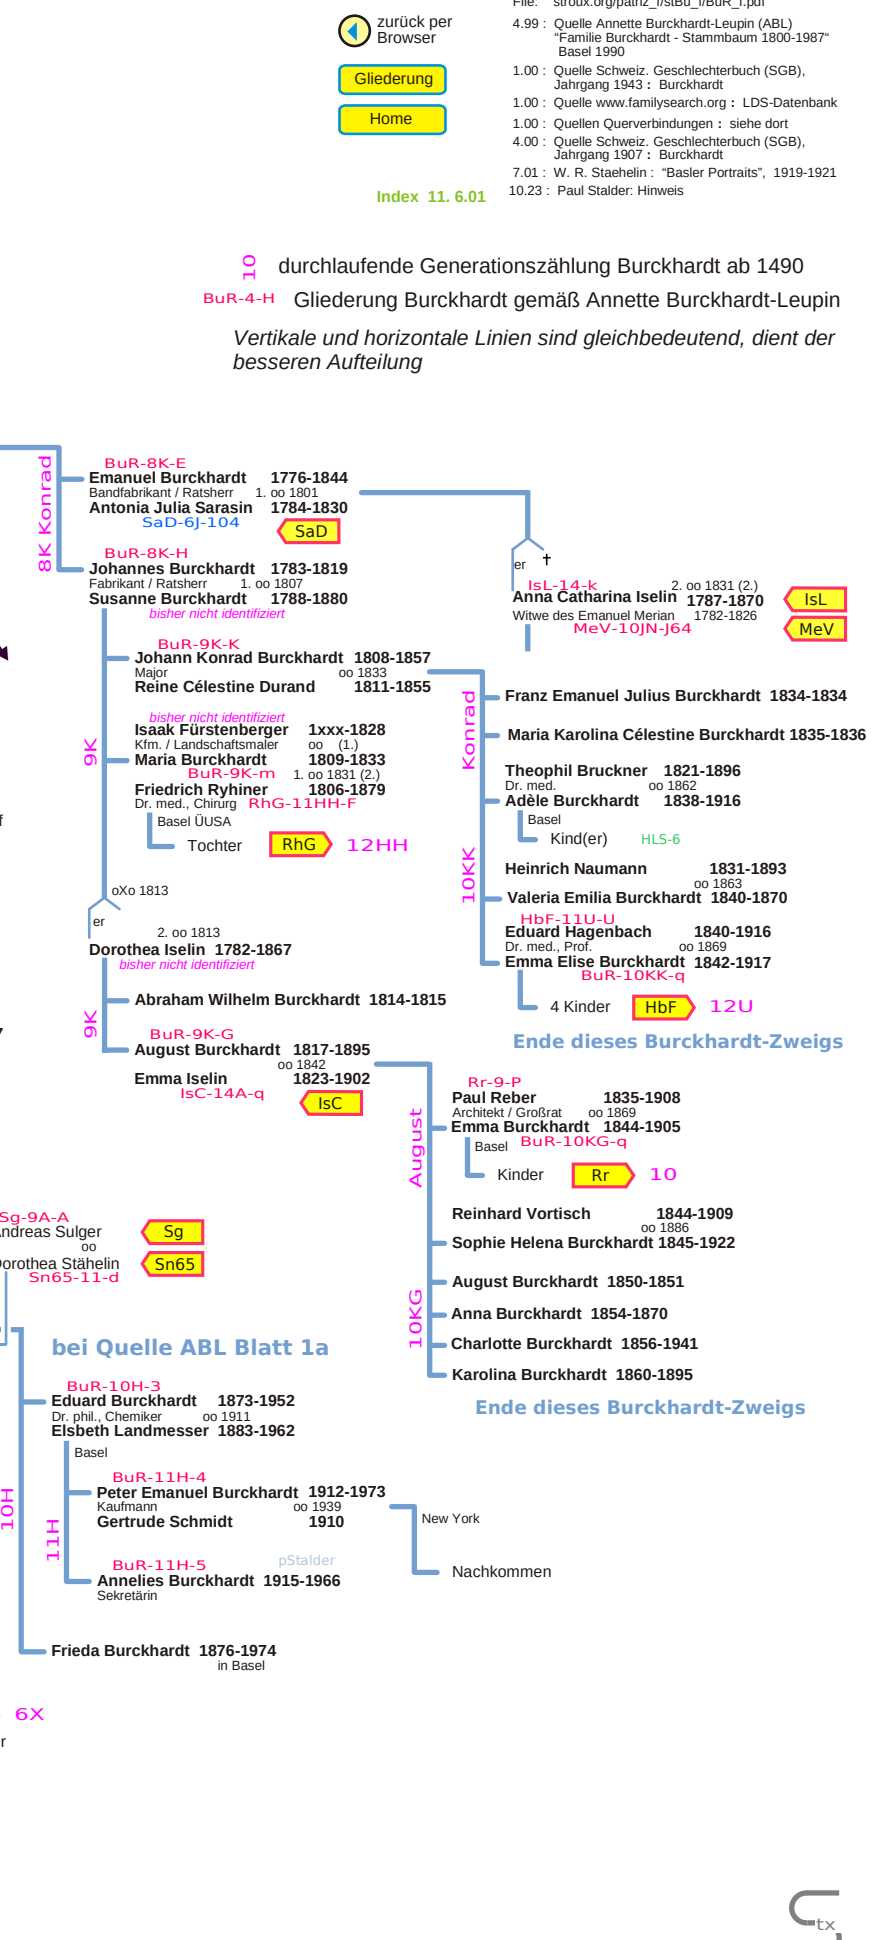 File: stroux.org/patriz_f/stBu_f/BuR_f.pdf
zurück per
Browser
4.99 : Quelle Annette Burckhardt-Leupin (ABL)
“Familie Burckhardt - Stammbaum 1800-1987“
Basel 1990
Gliederung
1.00 : Quelle Schweiz. Geschlechterbuch (SGB),
Jahrgang 1943 : Burckhardt
1.00 : Quelle www.familysearch.org : LDS-Datenbank
Home
1.00 : Quellen Querverbindungen : siehe dort
4.00 : Quelle Schweiz. Geschlechterbuch (SGB),
Jahrgang 1907 : Burckhardt
7.01 : W. R. Staehelin : “Basler Portraits”, 1919-1921
10.23 : Paul Stalder: Hinweis
Index 11. 6.01
10 durchlaufende Generationszählung Burckhardt ab 1490
BuR-4-H Gliederung Burckhardt gemäß Annette Burckhardt-Leupin
Vertikale und horizontale Linien sind gleichbedeutend, dient der
besseren Aufteilung
8K Konrad
BuR-8K-E
Emanuel Burckhardt 1776-1844
Bandfabrikant / Ratsherr 1. oo 1801
Antonia Julia Sarasin 1784-1830
SaD-6J-104
SaD
BuR-8K-H
Johannes Burckhardt 1783-1819
Fabrikant / Ratsherr 1. oo 1807
Susanne Burckhardt 1788-1880
bisher nicht identifiziert
er †
IsL-14-k 2. oo 1831 (2.)
Anna Catharina Iselin 1787-1870
IsL
Witwe des Emanuel Merian 1782-1826
MeV-10JN-J64
MeV
9K
BuR-9K-K
Johann Konrad Burckhardt 1808-1857
Major oo 1833
Reine Célestine Durand 1811-1855
bisher nicht identifiziert
Isaak Fürstenberger 1xxx-1828
Kfm. / Landschaftsmaler oo (1.)
Maria Burckhardt 1809-1833
BuR-9K-m 1. oo 1831 (2.)
Friedrich Ryhiner 1806-1879
Dr. med., Chirurg RhG-11HH-F
Basel ÜUSA
Tochter RhG 12HH
10KK Konrad
Franz Emanuel Julius Burckhardt 1834-1834
Maria Karolina Célestine Burckhardt 1835-1836
Theophil Bruckner 1821-1896
Dr. med. oo 1862
Adèle Burckhardt 1838-1916
Basel
Kind(er) HLS-6
Heinrich Naumann 1831-1893
oo 1863
Valeria Emilia Burckhardt 1840-1870
HbF-11U-U
Eduard Hagenbach 1840-1916
Dr. med., Prof. oo 1869
Emma Elise Burckhardt 1842-1917
BuR-10KK-q
4 Kinder HbF 12U
Ende dieses Burckhardt-Zweigs
f
oXo 1813
er
2. oo 1813
Dorothea Iselin 1782-1867
bisher nicht identifiziert
9K
Abraham Wilhelm Burckhardt 1814-1815
BuR-9K-G
August Burckhardt 1817-1895
oo 1842
Emma Iselin 1823-1902
IsC-14A-q
IsC
7
10KG August
Rr-9-P
Paul Reber 1835-1908
Architekt / Großrat oo 1869
Emma Burckhardt 1844-1905
Basel BuR-10KG-q
Kinder Rr 10
Reinhard Vortisch 1844-1909
oo 1886
Sophie Helena Burckhardt 1845-1922
August Burckhardt 1850-1851
Anna Burckhardt 1854-1870
Charlotte Burckhardt 1856-1941
Karolina Burckhardt 1860-1895
Ende dieses Burckhardt-Zweigs
Sg-9A-A
Andreas Sulger
Sg
oo
Dorothea Stähelin
Sn65
Sn65-11-d
bei Quelle ABL Blatt 1a
10H
BuR-10H-3
Eduard Burckhardt 1873-1952
Dr. phil., Chemiker oo 1911
Elsbeth Landmesser 1883-1962
Basel
11H
BuR-11H-4
Peter Emanuel Burckhardt 1912-1973
Kaufmann oo 1939
Gertrude Schmidt 1910
New York
Nachkommen
pStalder
BuR-11H-5
Annelies Burckhardt 1915-1966
Sekretärin
Frieda Burckhardt 1876-1974
in Basel
6X
r
tx